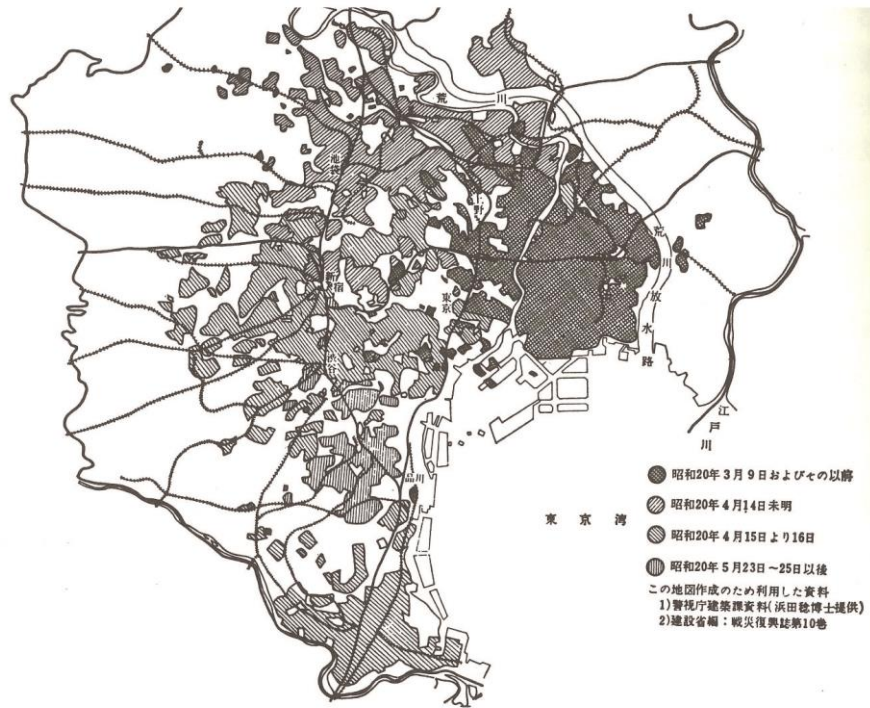 荒川
池袋
上野
新宿
東京
渋谷
品川
荒川放水路
江戸川
東京湾
昭和20年3月9日およびその以前
昭和20年4月14日未明
昭和20年4月15日より16日
昭和20年5月23日~25日以後
この地図作成のため利用した資料
1)警視庁建築課資料(浜田稔博士提供)
2)建設省編:戦災復興誌第10巻